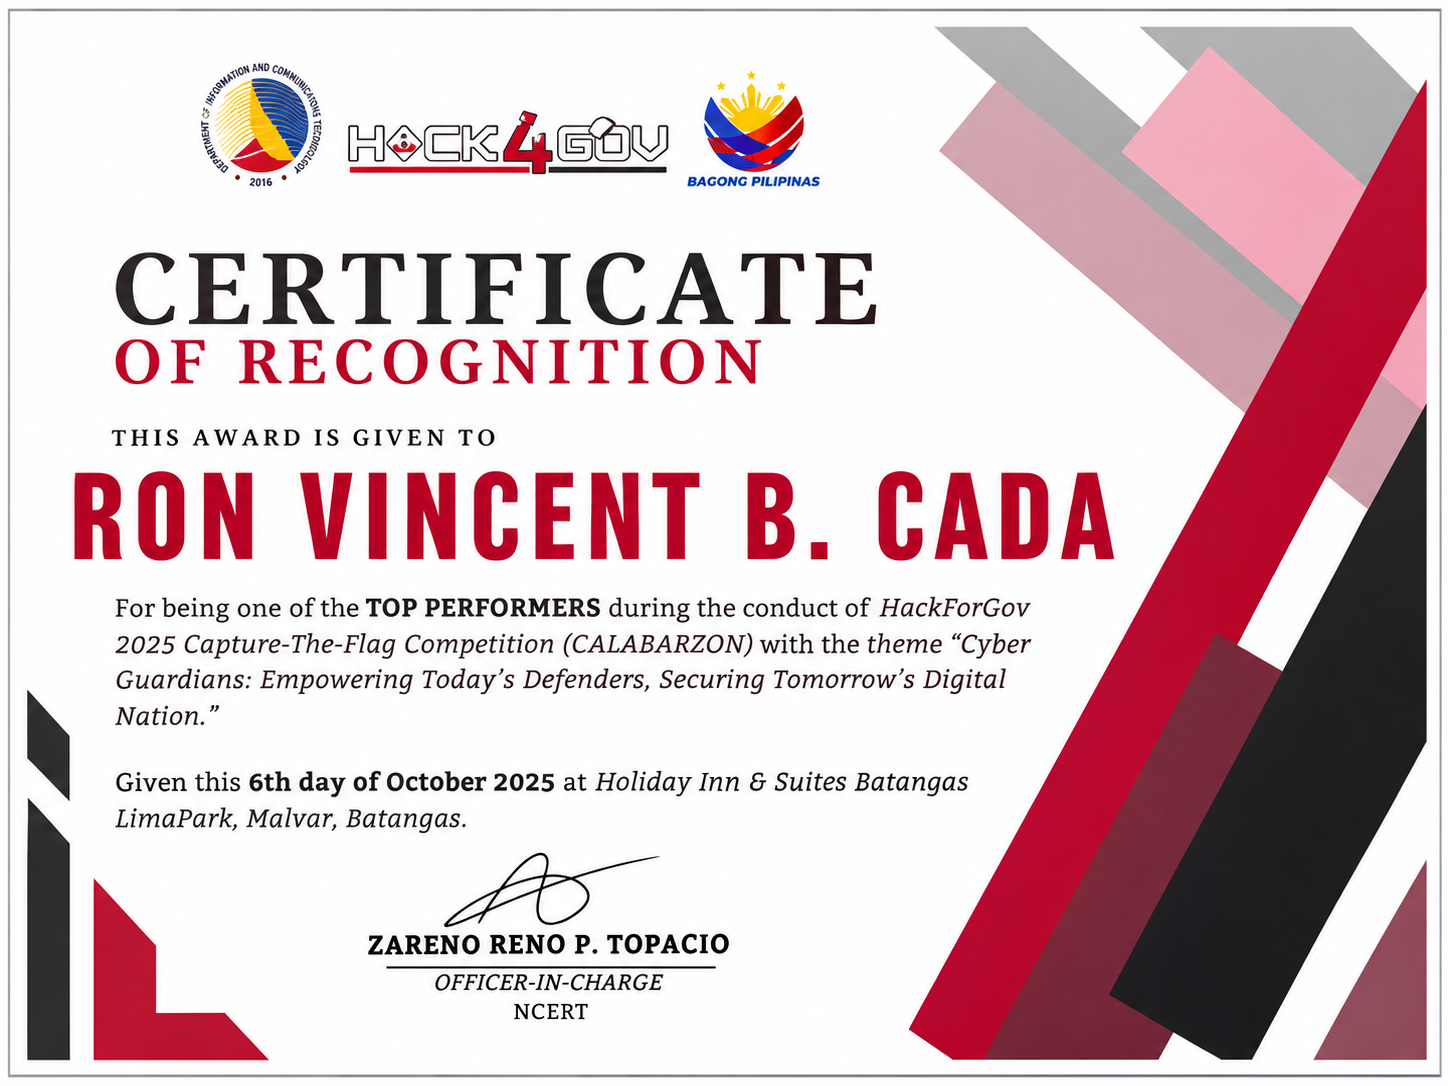 DEPARTMENT OF INFORMATION AND COMMUNICATIONS TECHNOLOGY
2016
HACK4GOV
BAGONG PILIPINAS
CERTIFICATE
OF RECOGNITION
THIS AWARD IS GIVEN TO
RON VINCENT B. CADA
For being one of the TOP PERFORMERS during the conduct of HackForGov
2025 Capture-The-Flag Competition (CALABARZON) with the theme “Cyber
Guardians: Empowering Today’s Defenders, Securing Tomorrow’s Digital
Nation.”
Given this 6th day of October 2025 at Holiday Inn & Suites Batangas
LimaPark, Malvar, Batangas.
ZARENO RENO P. TOPACIO
OFFICER-IN-CHARGE
NCERT